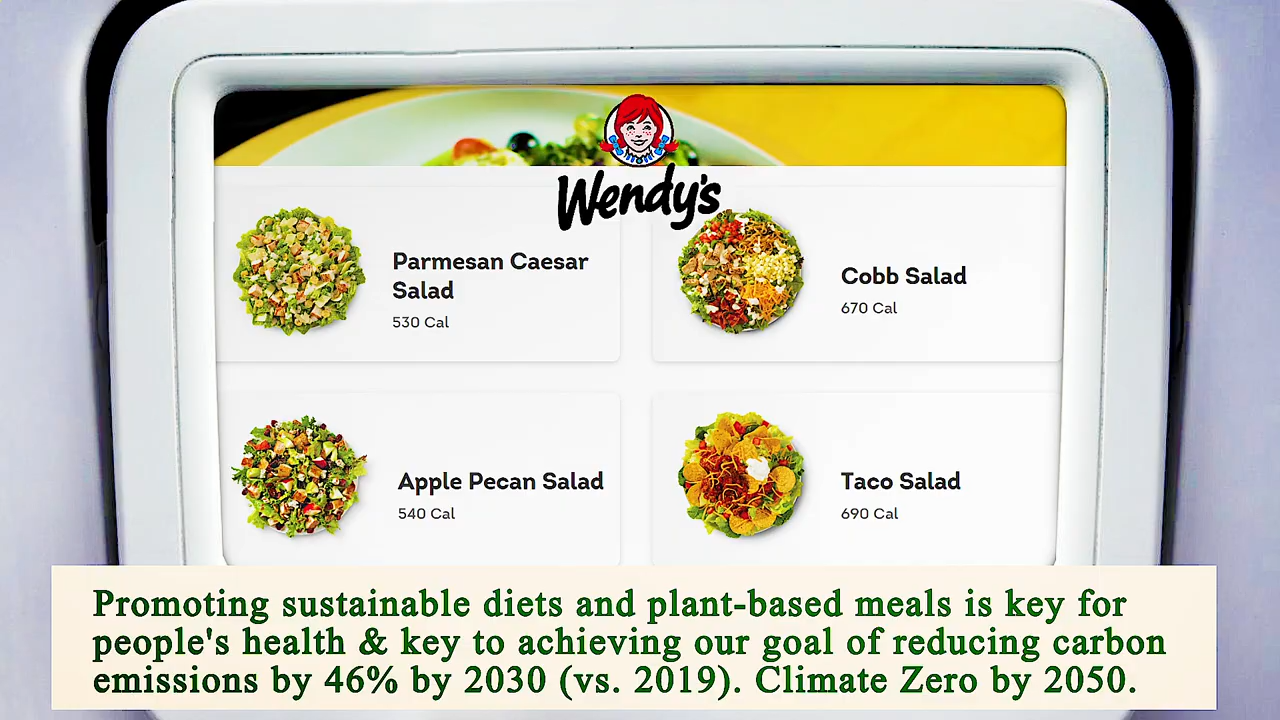 Wendy's
Parmesan Caesar
Salad
530 Cal
Cobb Salad
670 Cal
Apple Pecan Salad
540 Cal
Taco Salad
690 Cal
Promoting sustainable diets and plant-based meals is key for
people's health & key to achieving our goal of reducing carbon
emissions by 46% by 2030 (vs. 2019). Climate Zero by 2050.